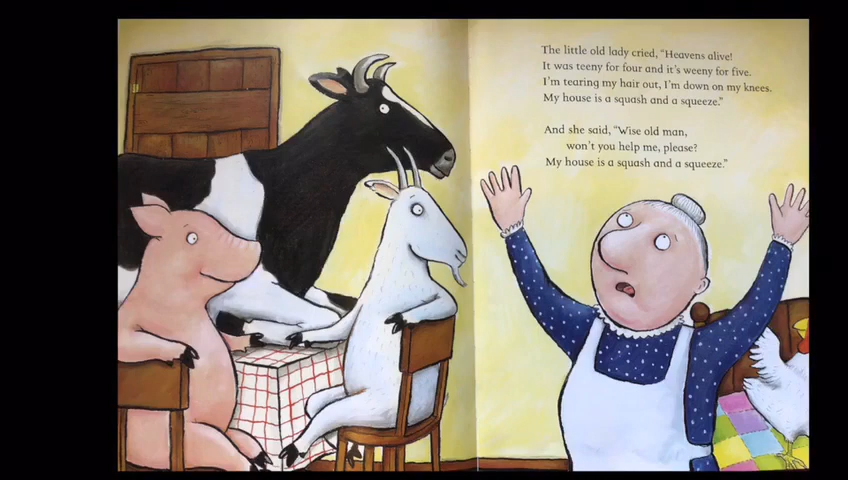 The little old lady cried, "Heavens alive!
It was teeny for four and it's weeny for five.
I'm tearing my hair out, I'm down on my knees.
My house is a squash and a squeeze."
And she said, "Wise old man,
won't you help me, please?
My house is a squash and a squeeze."